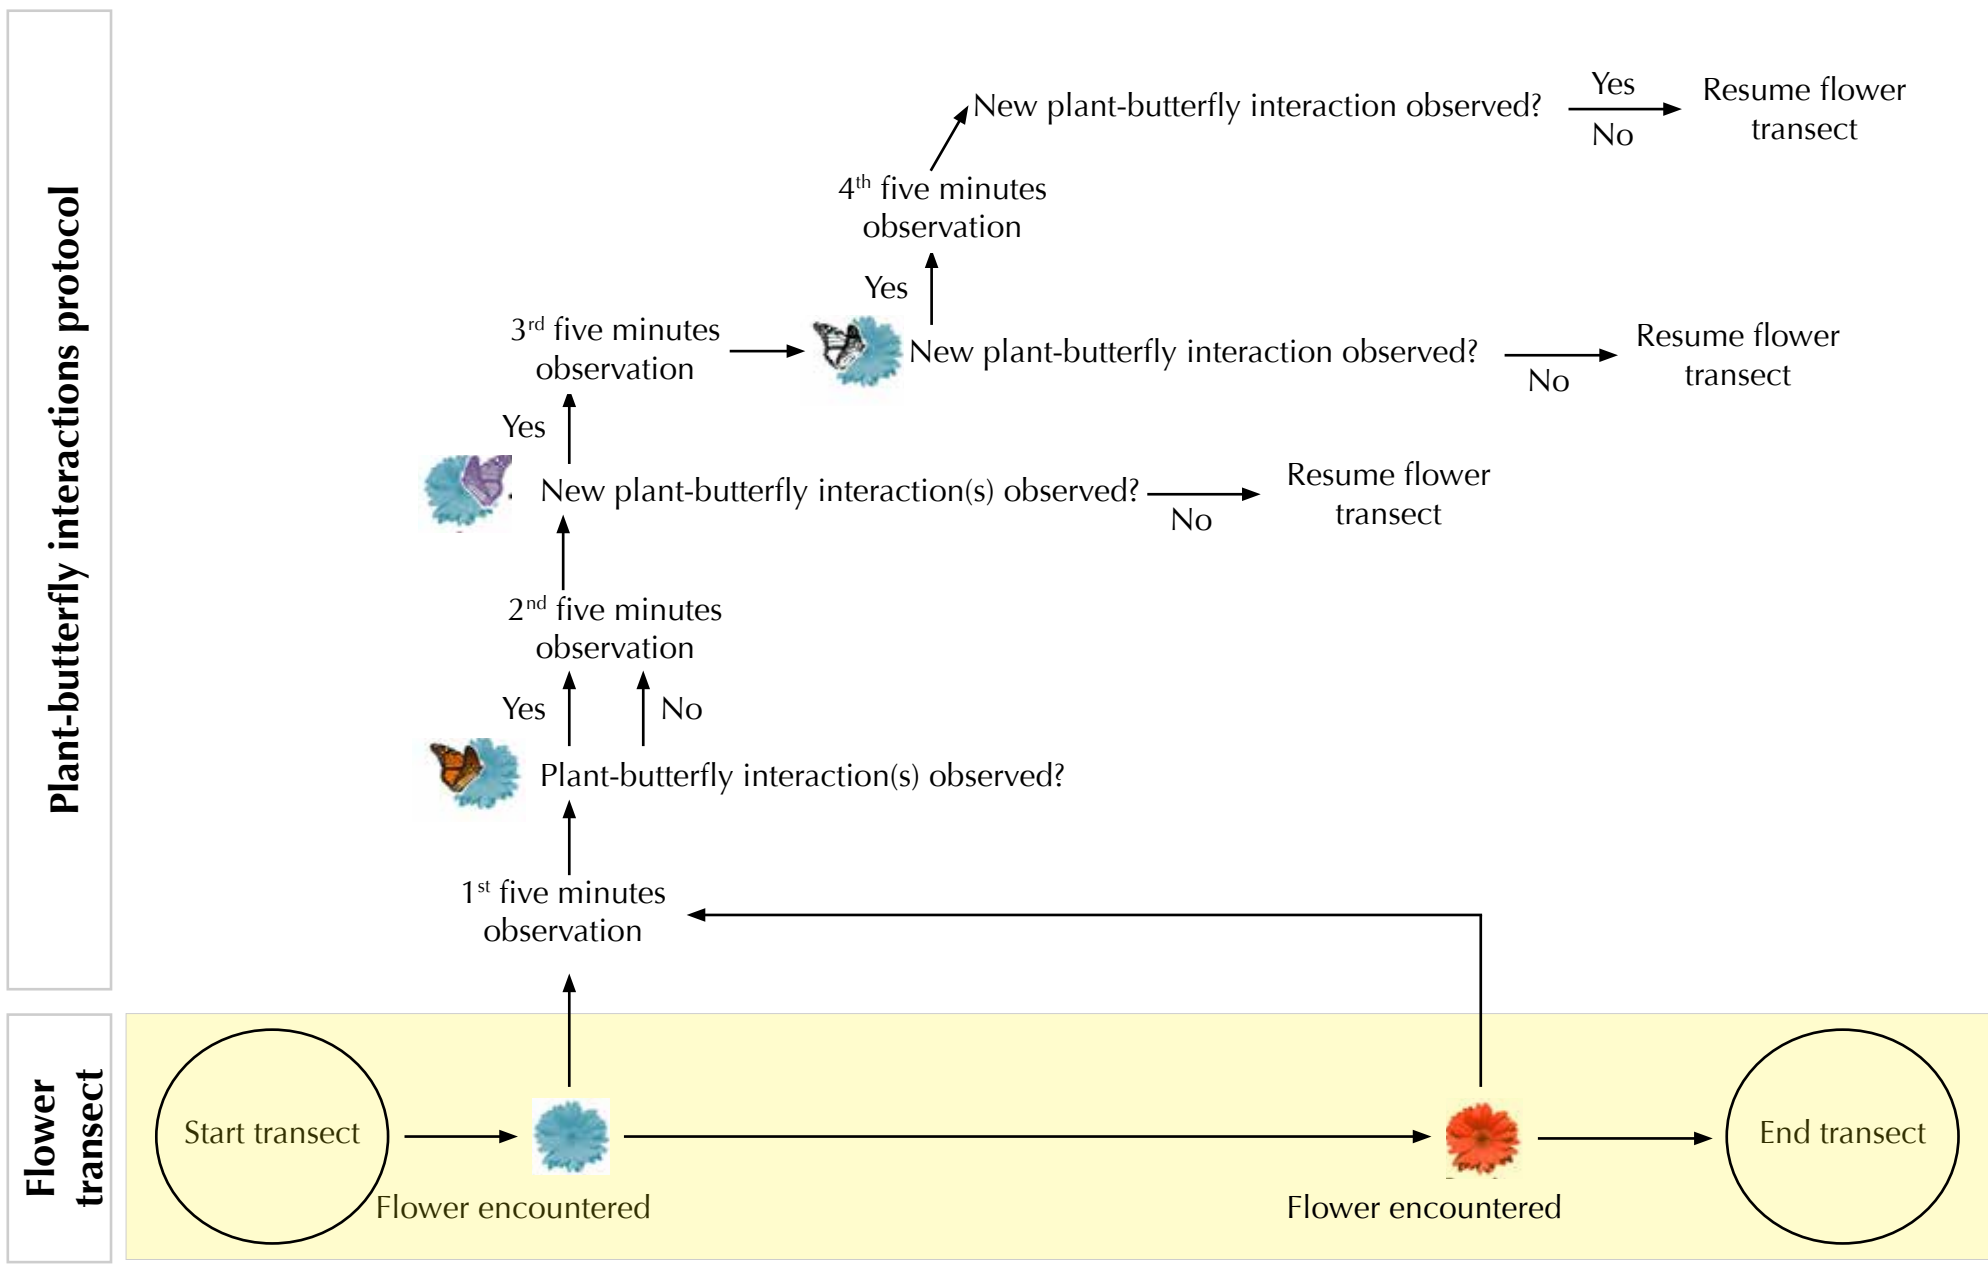 Plant-butterfly interactions protocol
Yes
New plant-butterfly interaction observed?
No
Resume flower
transect
4th five minutes
observation
Yes
3rd five minutes
observation
New plant-butterfly interaction observed?
No
Resume flower
transect
Yes
New plant-butterfly interaction(s) observed?
No
Resume flower
transect
2nd five minutes
observation
Yes
No
Plant-butterfly interaction(s) observed?
1st five minutes
observation
Flower
transect
Start transect
Flower encountered
Flower encountered
End transect